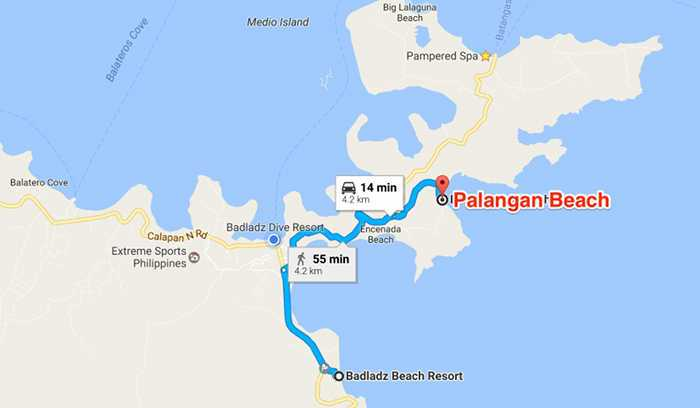 Big Lalaguna
Beach
Medio Island
Batangas
Balateros Cove
Pampered Spa
14 min
4.2 km
Palangan Beach
Balatero Cove
Badladz Dive Resort
Calapan N Rd
Encenada
Beach
Extreme Sports
Philippines
55 min
4.2 km
Badladz Beach Resort